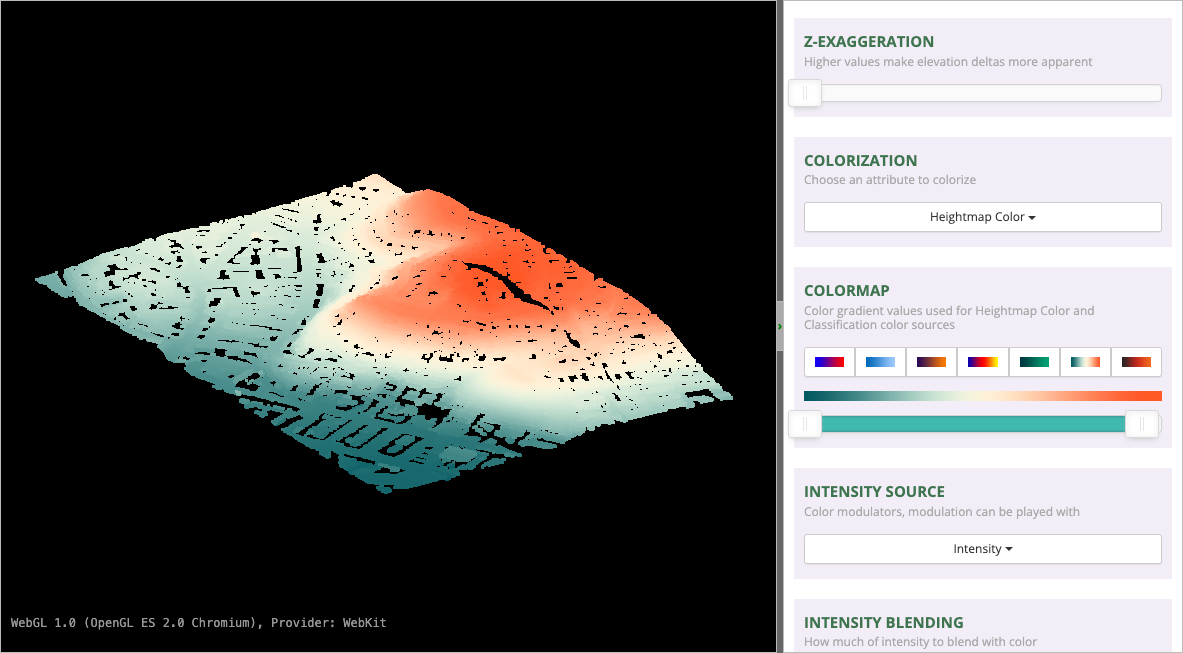 WebGL 1.0 (OpenGL ES 2.0 Chromium), Provider: WebKit
Z-EXAGGERATION
Higher values make elevation deltas more apparent
COLORIZATION
Choose an attribute to colorize
Heightmap Color
COLORMAP
Color gradient values used for Heightmap Color and
Classification color sources
INTENSITY SOURCE
Color modulators, modulation can be played with
Intensity
INTENSITY BLENDING
How much of intensity to blend with color